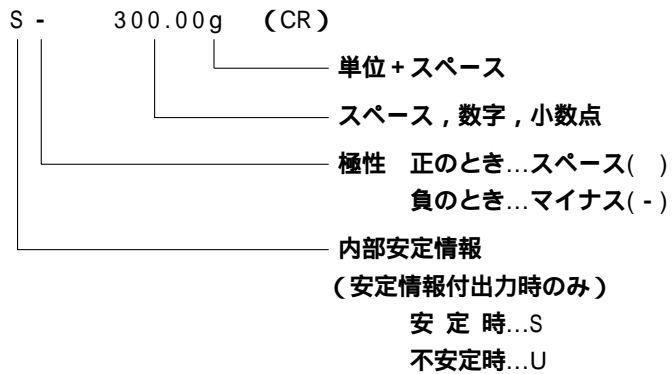 S - 300.00g (CR)
単位+スペース
スペース,数字,小数点
極性 正のとき…スペース( )
負のとき…マイナス(-)
内部安定情報
(安定情報付出力時のみ)
安 定 時…S
不安定時…U